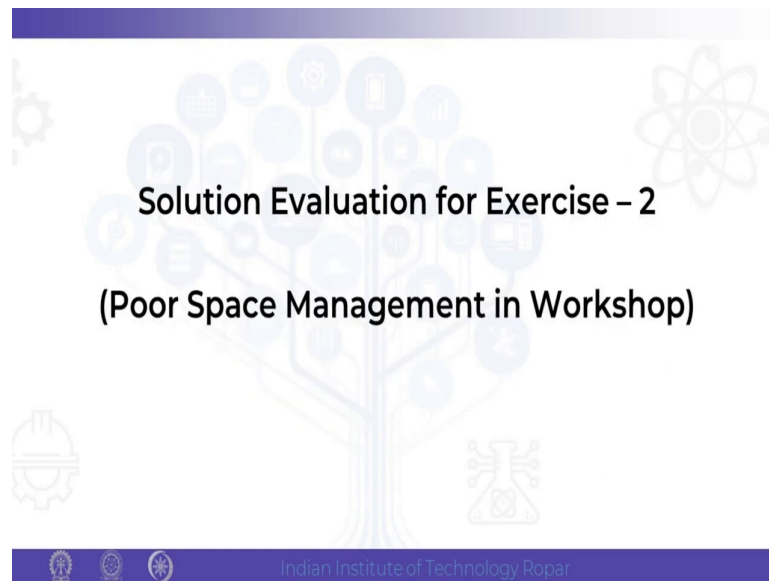 Solution Evaluation for Exercise – 2
(Poor Space Management in Workshop)
Indian Institute of Technology Ropar